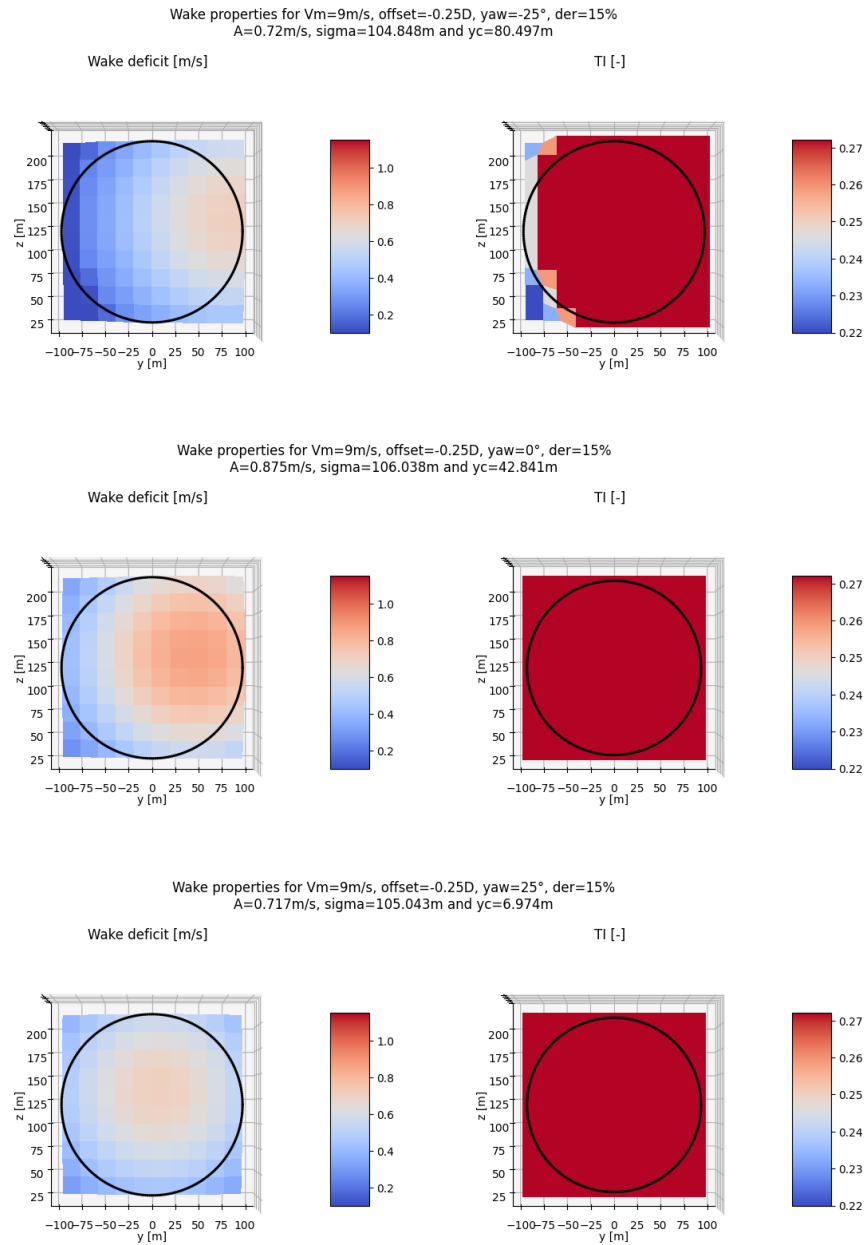 Wake properties for Vm=9m/s, offset=-0.25D, yaw=-25°, der=15%
A=0.72m/s, sigma=104.848m and yc=80.497m
Wake deficit [m/s]
TI [-]
200
175
150
125
100
75
50
25
z [m]
−100 −75 −50 −25 0 25 50 75 100
y [m]
1.0
0.8
0.6
0.4
0.2
200
175
150
125
100
75
50
25
z [m]
−100 −75 −50 −25 0 25 50 75 100
y [m]
0.27
0.26
0.25
0.24
0.23
0.22
Wake properties for Vm=9m/s, offset=-0.25D, yaw=0°, der=15%
A=0.875m/s, sigma=106.038m and yc=42.841m
Wake deficit [m/s]
TI [-]
200
175
150
125
100
75
50
25
z [m]
−100 −75 −50 −25 0 25 50 75 100
y [m]
1.0
0.8
0.6
0.4
0.2
200
175
150
125
100
75
50
25
z [m]
−100 −75 −50 −25 0 25 50 75 100
y [m]
0.27
0.26
0.25
0.24
0.23
0.22
Wake properties for Vm=9m/s, offset=-0.25D, yaw=25°, der=15%
A=0.717m/s, sigma=105.043m and yc=6.974m
Wake deficit [m/s]
TI [-]
200
175
150
125
100
75
50
25
z [m]
−100 −75 −50 −25 0 25 50 75 100
y [m]
1.0
0.8
0.6
0.4
0.2
200
175
150
125
100
75
50
25
z [m]
−100 −75 −50 −25 0 25 50 75 100
y [m]
0.27
0.26
0.25
0.24
0.23
0.22